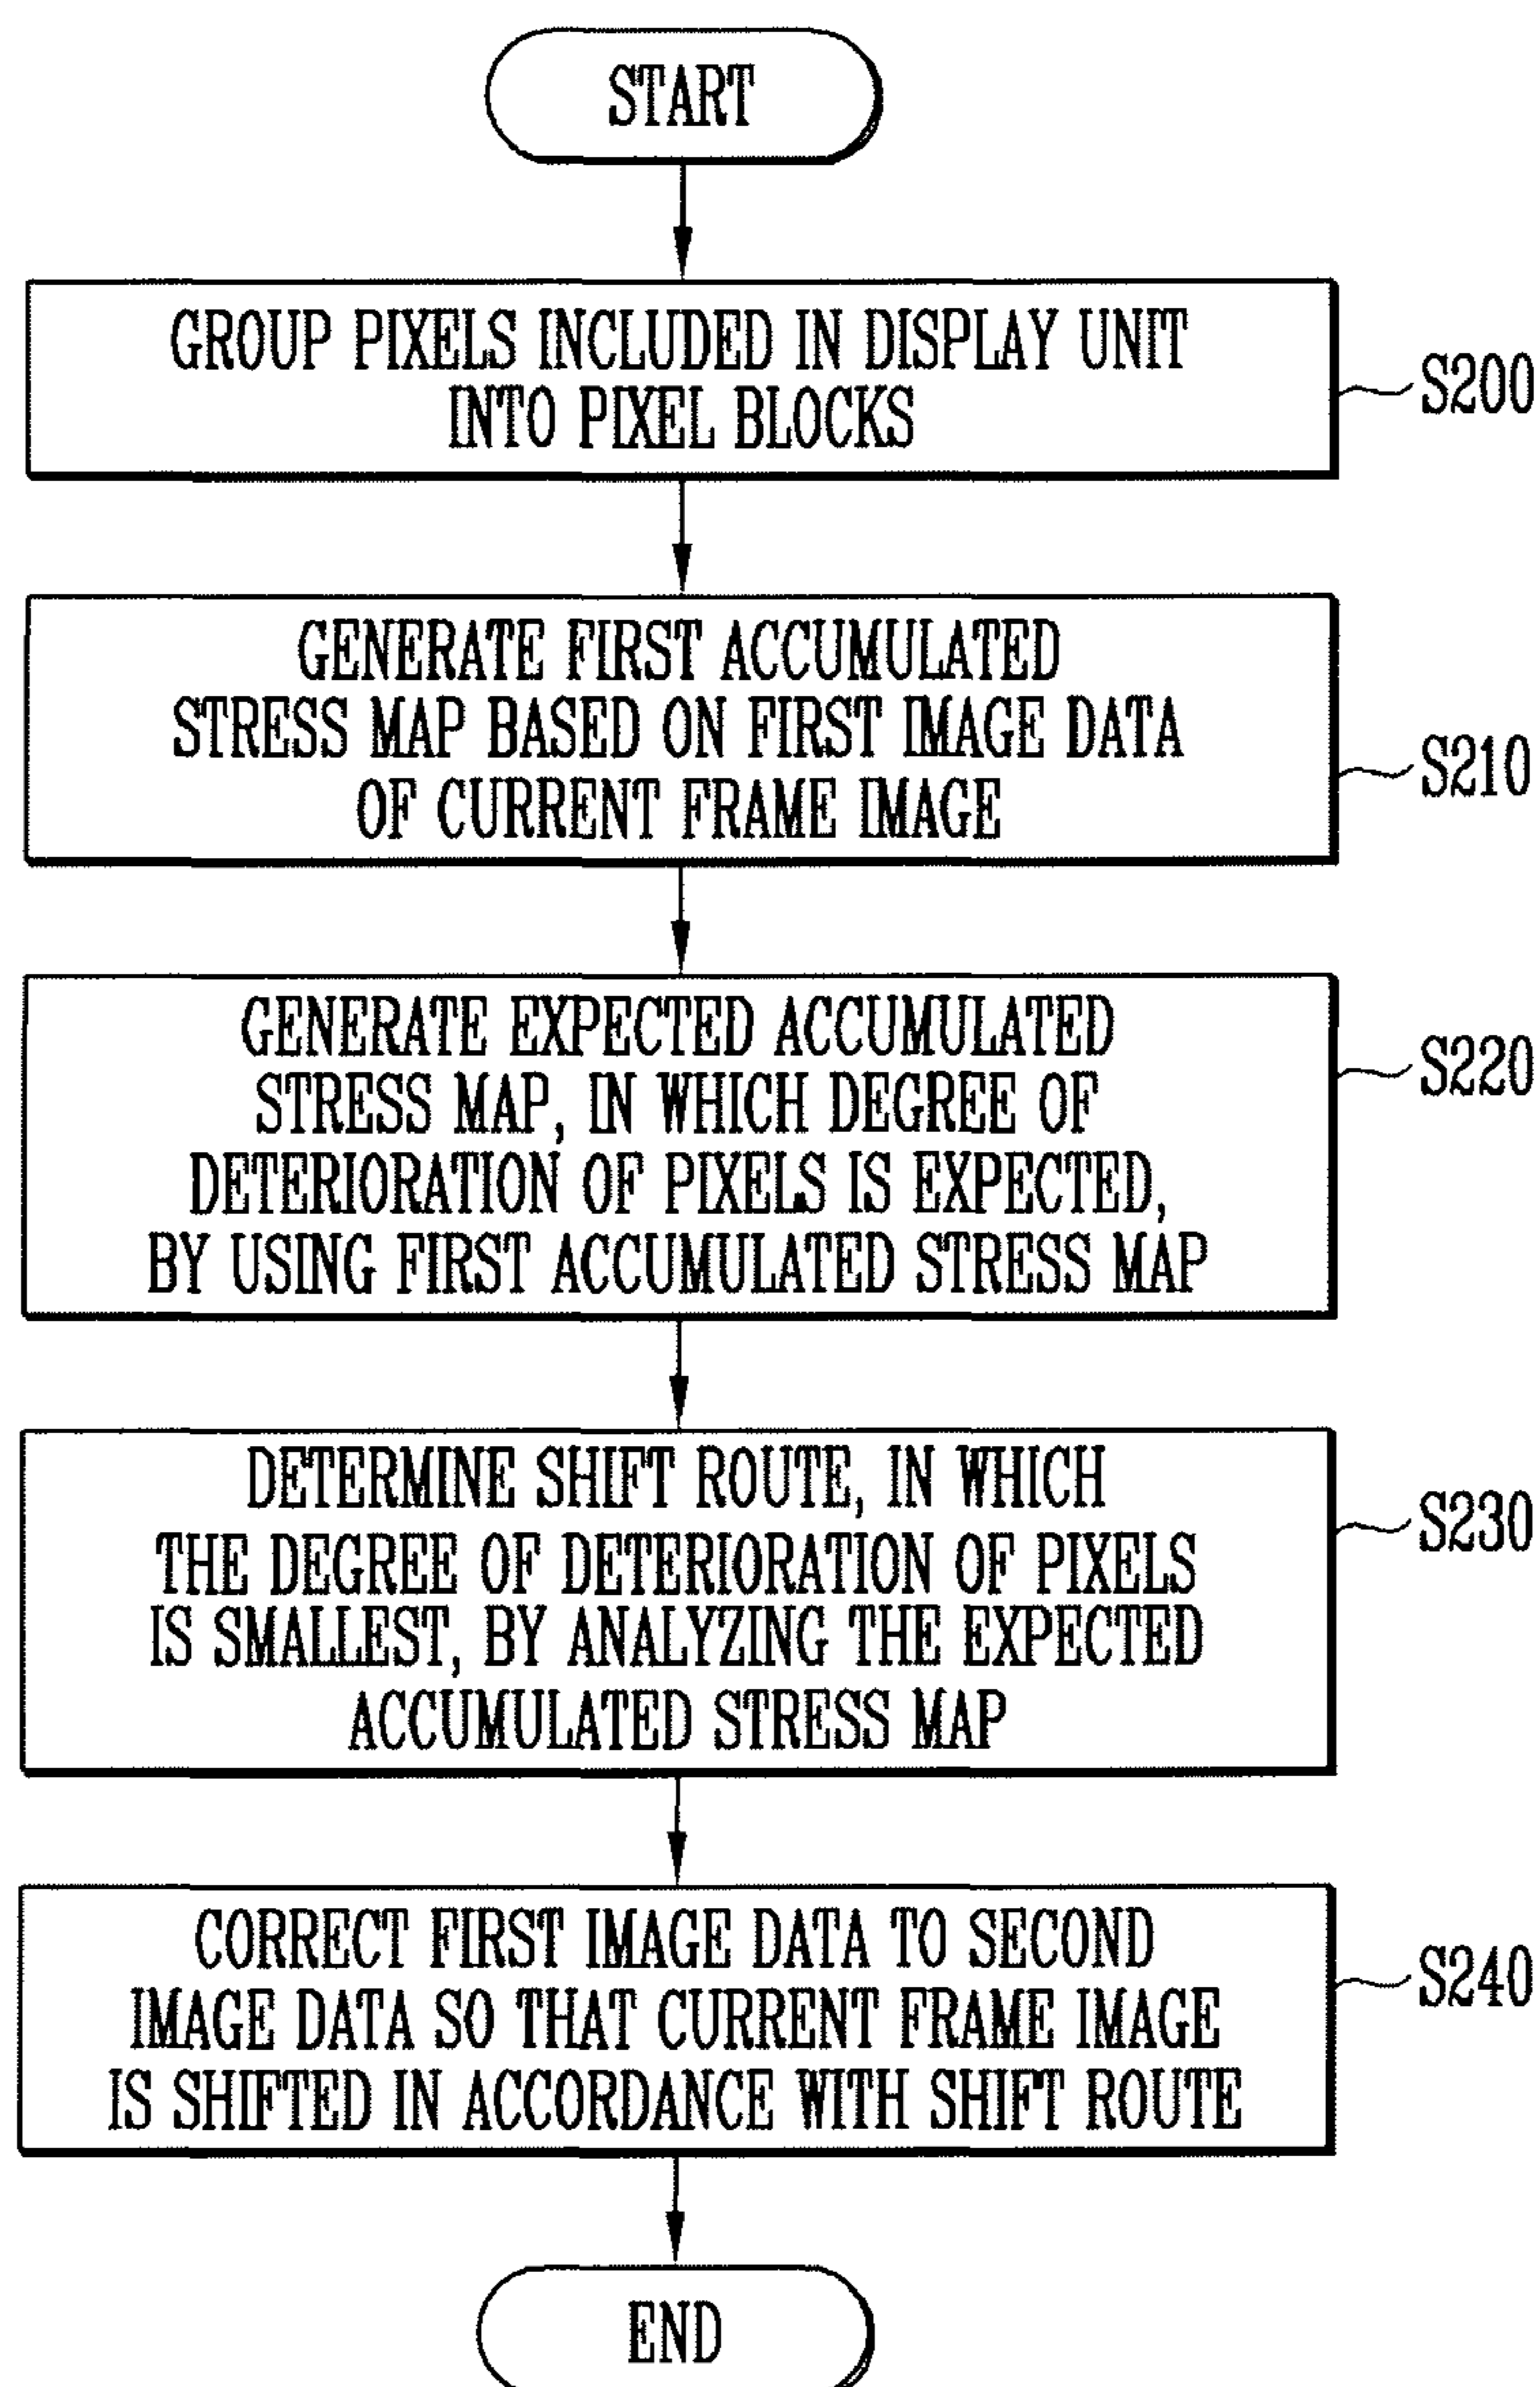 START
GROUP PIXELS INCLUDED IN DISPLAY UNIT
INTO PIXEL BLOCKS
S200
GENERATE FIRST ACCUMULATED
STRESS MAP BASED ON FIRST IMAGE DATA
OF CURRENT FRAME IMAGE
S210
GENERATE EXPECTED ACCUMULATED
STRESS MAP, IN WHICH DEGREE OF
DETERIORATION OF PIXELS IS EXPECTED,
BY USING FIRST ACCUMULATED STRESS MAP
S220
DETERMINE SHIFT ROUTE, IN WHICH
THE DEGREE OF DETERIORATION OF PIXELS
IS SMALLEST, BY ANALYZING THE EXPECTED
ACCUMULATED STRESS MAP
S230
CORRECT FIRST IMAGE DATA TO SECOND
IMAGE DATA SO THAT CURRENT FRAME IMAGE
IS SHIFTED IN ACCORDANCE WITH SHIFT ROUTE
S240
END